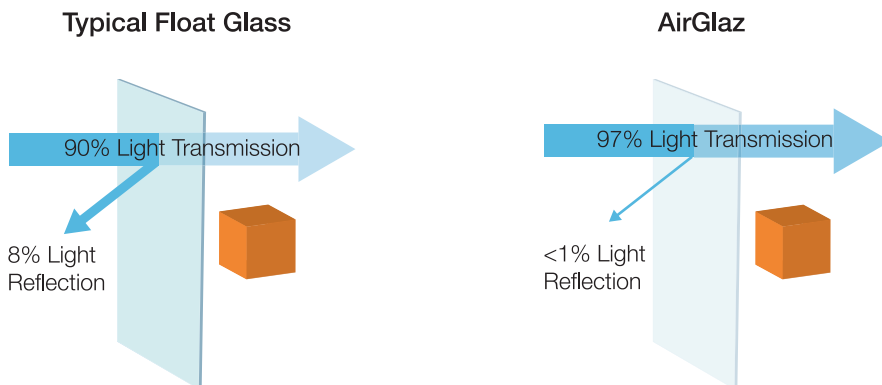 Typical Float Glass
90% Light Transmission
8% Light
Reflection
AirGlaz
97% Light Transmission
<1% Light
Reflection